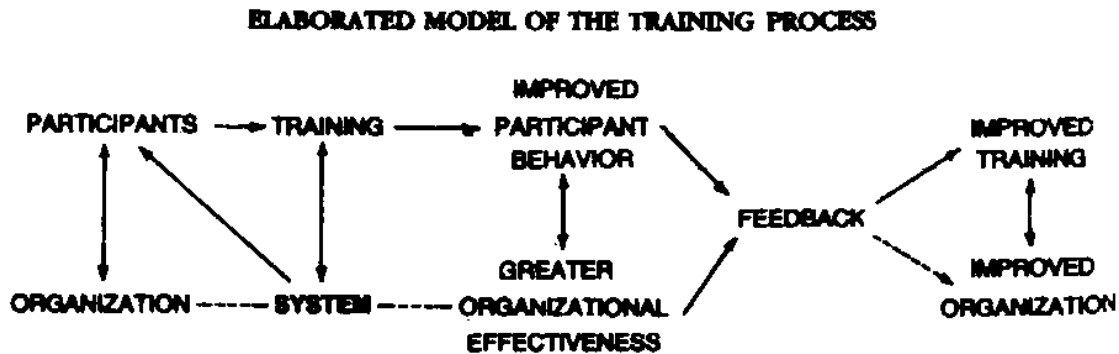 ELABORATED MODEL OF THE TRAINING PROCESS
PARTICIPANTS
TRAINING
IMPROVED
PARTICIPANT
BEHAVIOR
FEEDBACK
IMPROVED
TRAINING
ORGANIZATION
SYSTEM
GREATER
ORGANIZATIONAL
EFFECTIVENESS
IMPROVED
ORGANIZATION